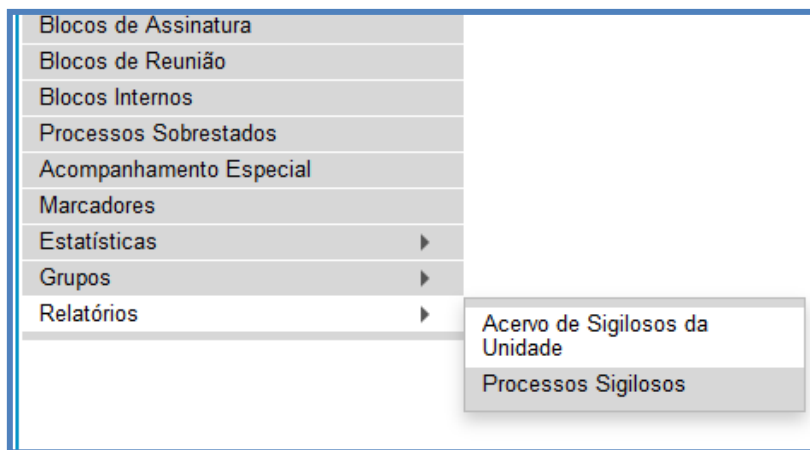 Blocos de Assinatura
Blocos de Reunião
Blocos Internos
Processos Sobrestados
Acompanhamento Especial
Marcadores
Estatísticas
Grupos
Relatórios
Acervo de Sigilosos da
Unidade
Processos Sigilosos